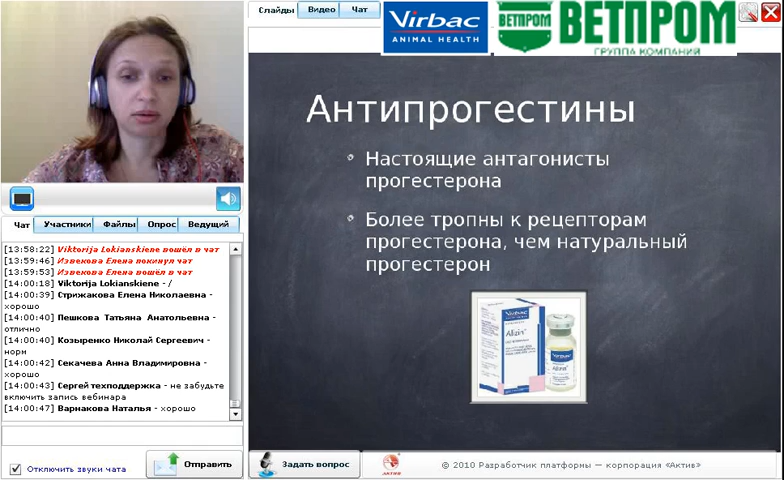 Слайды Видео Чат
Virbac
ANIMAL HEALTH
ВЕТПРОМ
ВЕТПРОМ
ГРУППА КОМПАНИЙ
Антипрогестины
Настоящие антагонисты
прогестерона
Более тропны к рецепторам
прогестерона, чем натуральный
прогестерон
Virbac
Alizin
Virbac
Alizin
Чат Участники Файлы Опрос Ведущий
[13:58:22] Viktorija Lokianskiene вошёл в чат
[13:59:46] Извекова Елена покинул чат
[13:59:53] Извекова Елена вошёл в чат
[14:00:18] Viktorija Lokianskiene - /
[14:00:39] Стрижакова Елена Николаевна -
хорошо
[14:00:40] Пешкова Татьяна Анатольевна -
отлично
[14:00:40] Козыренко Николай Сергеевич -
норм
[14:00:42] Секачева Анна Владимировна -
хорошо
[14:00:43] Сергей техподдержка - не забудьте
включить запись вебинара
[14:00:47] Варнакова Наталья - хорошо
Отключить звуки чата
Отправить
Задать вопрос
АКТИВ
© 2010 Разработчик платформы — корпорация «Актив»